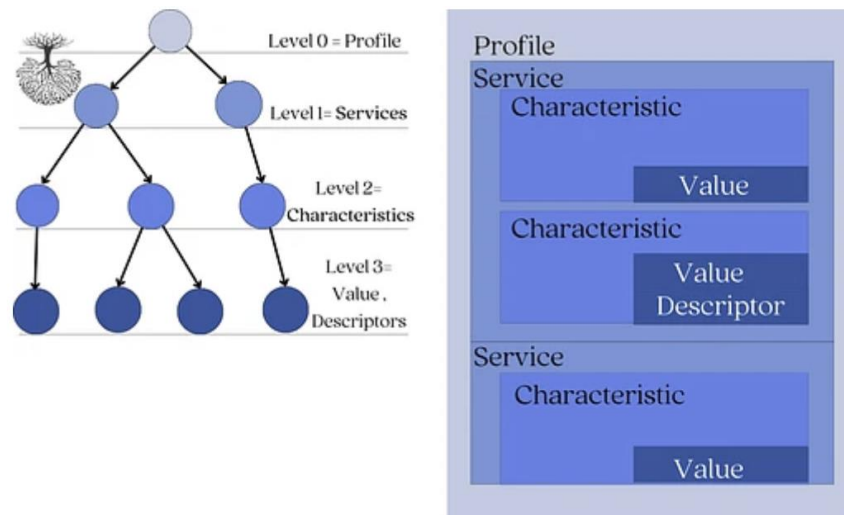 Level 0 = Profile
Level 1= Services
Level 2=
Characteristics
Level 3=
Value ,
Descriptors
Profile
Service
Characteristic
Value
Characteristic
Value
Descriptor
Service
Characteristic
Value